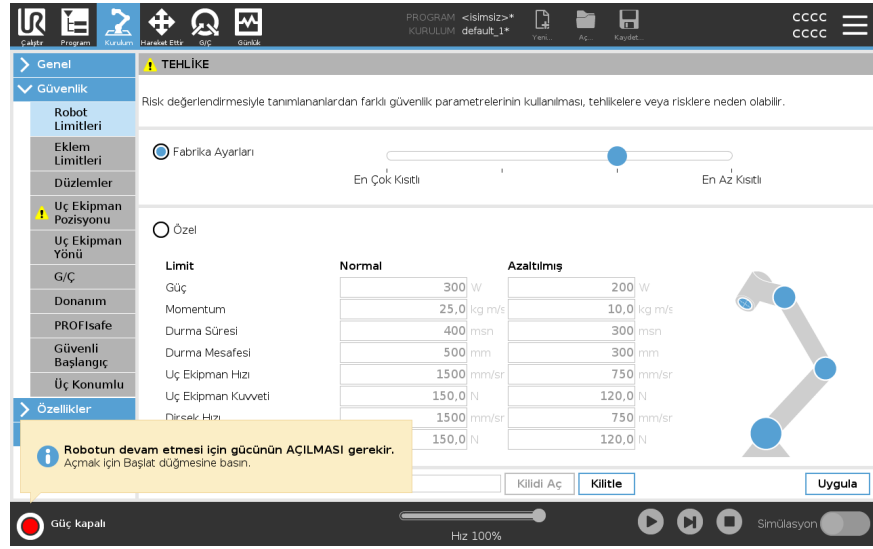 Çalıştır
Program
Kurulum
Hareket Ettir
G/Ç
Günlük
PROGRAM <isimsiz>*
KURULUM default_1*
Yeni...
Aç...
Kaydet...
CCCC
CCCC
Genel
Güvenlik
Robot
Limitleri
Eklem
Limitleri
Düzlemler
Uç Ekipman
Pozisyonu
Uç Ekipman
Yönü
G/Ç
Donanım
PROFIsafe
Güvenli
Başlangıç
Üç Konumlu
Özellikler
TEHLİKE
Risk değerlendirmesiyle tanımlananlardan farklı güvenlik parametrelerinin kullanılması, tehlikelere veya risklere neden olabilir.
Fabrika Ayarları
En Çok Kısıtlı
En Az Kısıtlı
Özel
Limit Normal Azaltılmış
Güç 300 W 200 W
Momentum 25,0 kg m/s 10,0 kg m/s
Durma Süresi 400 msn 300 msn
Durma Mesafesi 500 mm 300 mm
Uç Ekipman Hızı 1500 mm/sr 750 mm/sr
Uç Ekipman Kuvveti 150,0 N 120,0 N
Dirsek Hızı 1500 mm/sr 750 mm/sr
150,0 N 120,0 N
Robotun devam etmesi için gücünün AÇILMASI gerekir.
Açmak için Başlat düğmesine basın.
Kilidi Aç
Kilitle
Uygula
Güç kapalı
Hız 100%
Simülasyon